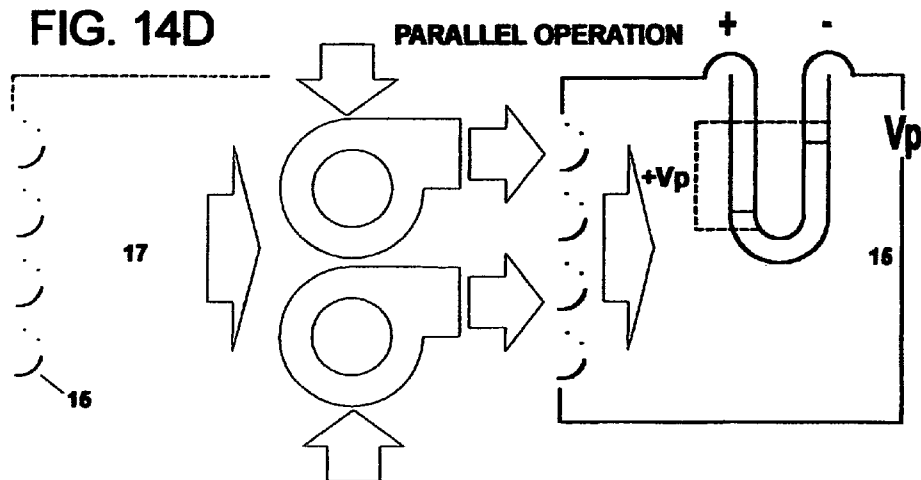 FIG. 14D
PARALLEL OPERATION + -
Vp
+Vp
17
15
15